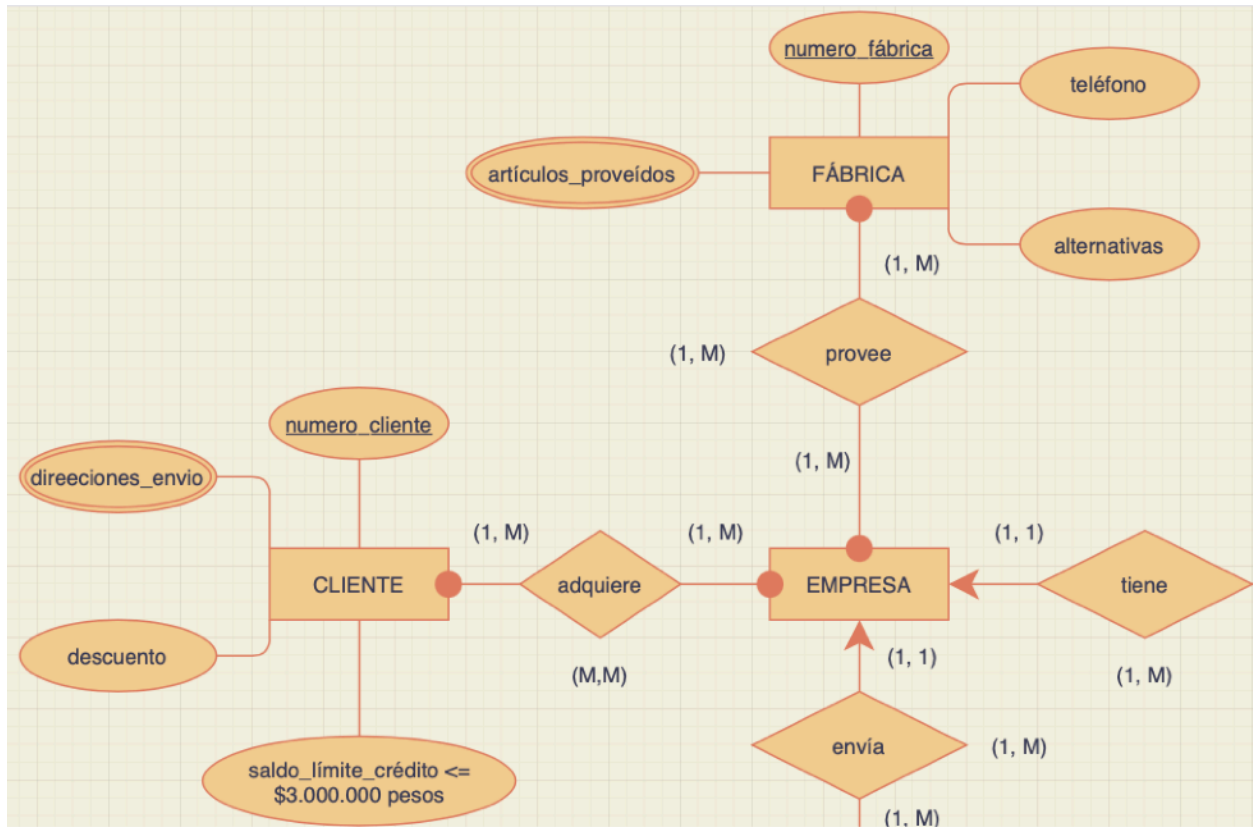 numero_fábrica
teléfono
artículos_proveídos
FÁBRICA
alternativas
(1, M)
(1, M)
provee
numero_cliente
(1, M)
direeciones_envio
(1, M)
(1, M)
(1, 1)
CLIENTE
adquiere
EMPRESA
tiene
descuento
(M,M)
(1, 1)
(1, M)
envía
(1, M)
saldo_límite_crédito <=
$3.000.000 pesos
(1, M)